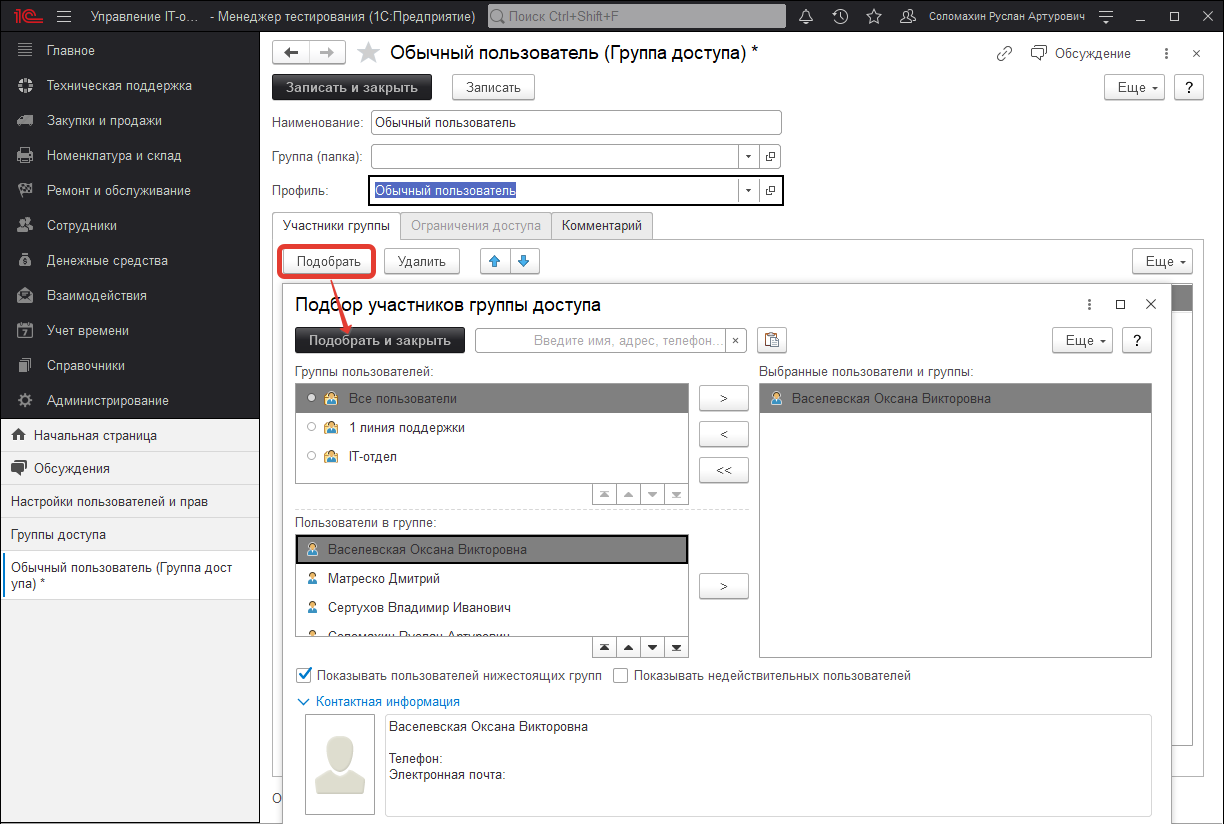 1С Управление IT-о... - Менеджер тестирования (1С:Предприятие) Поиск Ctrl+Shift+F Соломахин Руслан Артурович
Главное
Техническая поддержка
Закупки и продажи
Номенклатура и склад
Ремонт и обслуживание
Сотрудники
Денежные средства
Взаимодействия
Учет времени
Справочники
Администрирование
Начальная страница
Обсуждения
Настройки пользователей и прав
Группы доступа
Обычный пользователь (Группа дост
упа) *
Обычный пользователь (Группа доступа) *
Обсуждение
Записать и закрыть Записать Еще ?
Наименование: Обычный пользователь
Группа (папка):
Профиль: Обычный пользователь
Участники группы Ограничения доступа Комментарий
Подобрать Удалить Еще
Подбор участников группы доступа
Подобрать и закрыть Введите имя, адрес, телефон... × Еще ?
Группы пользователей:
Все пользователи
1 линия поддержки
IT-отдел
>
<
<<
Выбранные пользователи и группы:
Васелевская Оксана Викторовна
Пользователи в группе:
Васелевская Оксана Викторовна
Матреско Дмитрий
Сертухов Владимир Иванович
Соломахин Руслан Артурович
>
Показывать пользователей нижестоящих групп Показывать недействительных пользователей
Контактная информация
Васелевская Оксана Викторовна
Телефон:
Электронная почта:
О